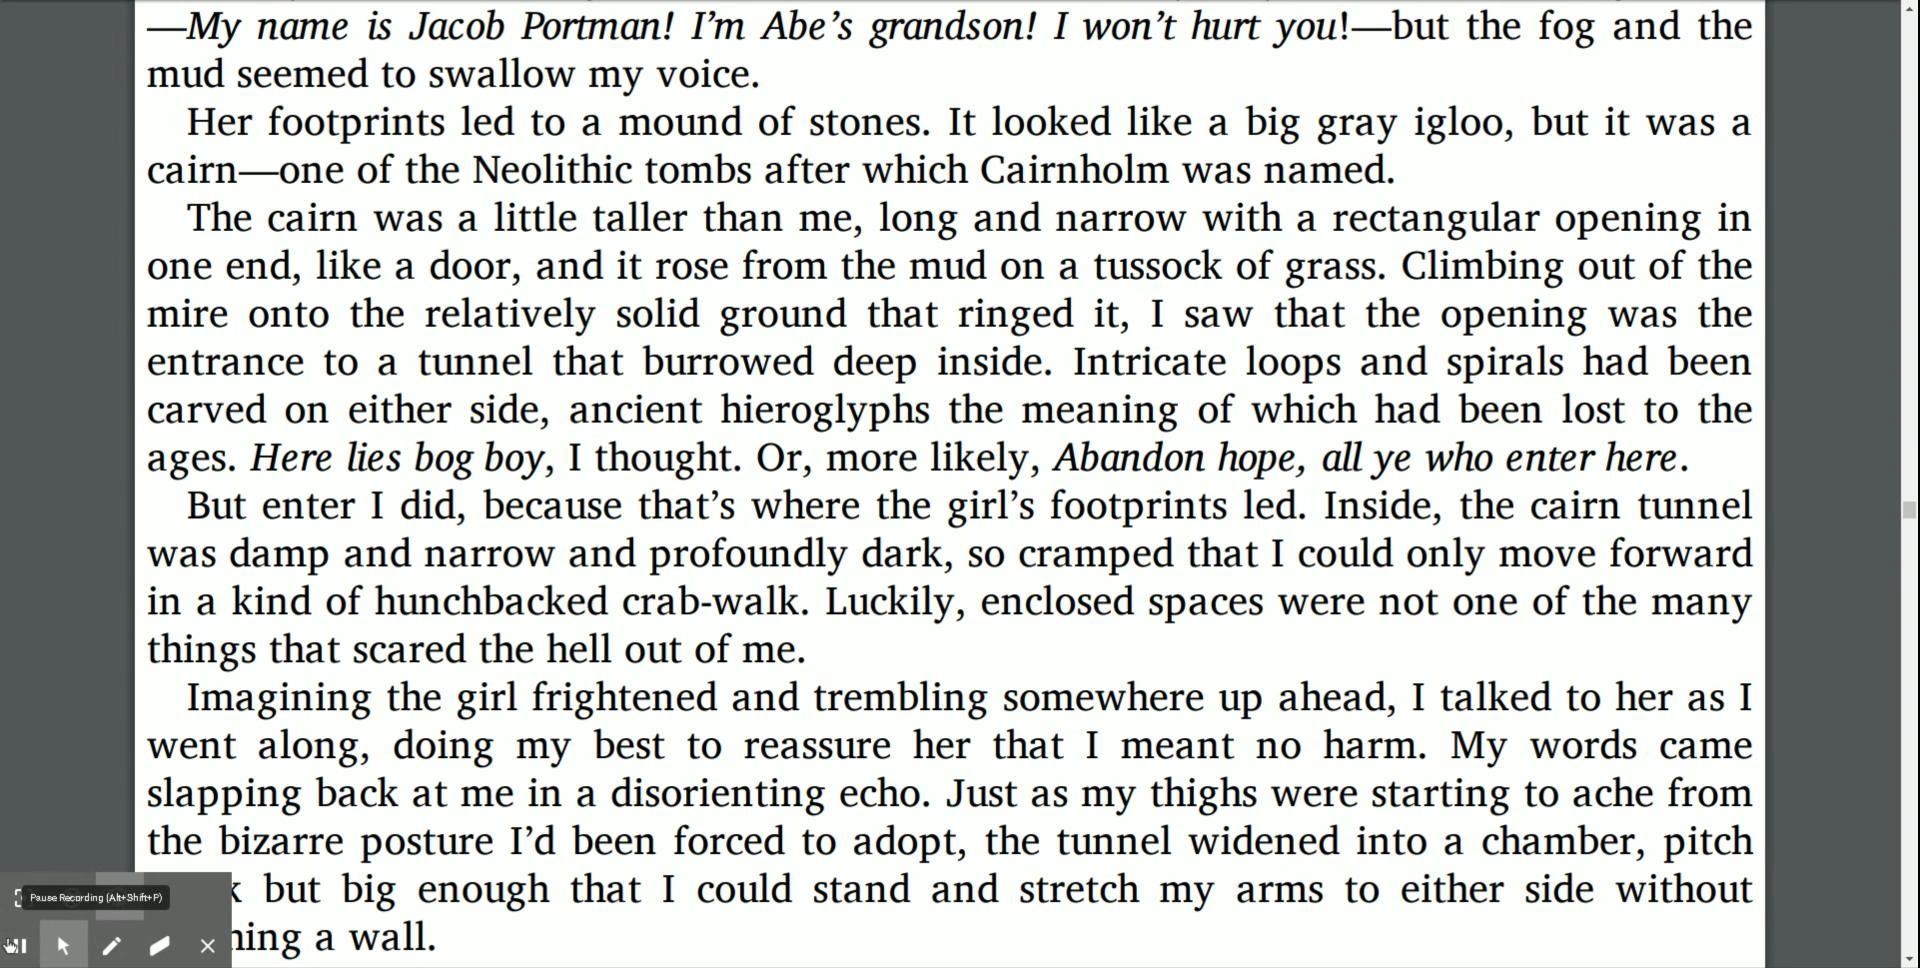 —My name is Jacob Portman! I’m Abe’s grandson! I won’t hurt you!—but the fog and the
mud seemed to swallow my voice.
Her footprints led to a mound of stones. It looked like a big gray igloo, but it was a
cairn—one of the Neolithic tombs after which Cairnholm was named.
The cairn was a little taller than me, long and narrow with a rectangular opening in
one end, like a door, and it rose from the mud on a tussock of grass. Climbing out of the
mire onto the relatively solid ground that ringed it, I saw that the opening was the
entrance to a tunnel that burrowed deep inside. Intricate loops and spirals had been
carved on either side, ancient hieroglyphs the meaning of which had been lost to the
ages. Here lies bog boy, I thought. Or, more likely, Abandon hope, all ye who enter here.
But enter I did, because that’s where the girl’s footprints led. Inside, the cairn tunnel
was damp and narrow and profoundly dark, so cramped that I could only move forward
in a kind of hunchbacked crab-walk. Luckily, enclosed spaces were not one of the many
things that scared the hell out of me.
Imagining the girl frightened and trembling somewhere up ahead, I talked to her as I
went along, doing my best to reassure her that I meant no harm. My words came
slapping back at me in a disorienting echo. Just as my thighs were starting to ache from
the bizarre posture I’d been forced to adopt, the tunnel widened into a chamber, pitch
but big enough that I could stand and stretch my arms to either side without
a wall.
Pause Recording (Alt+Shift+P)